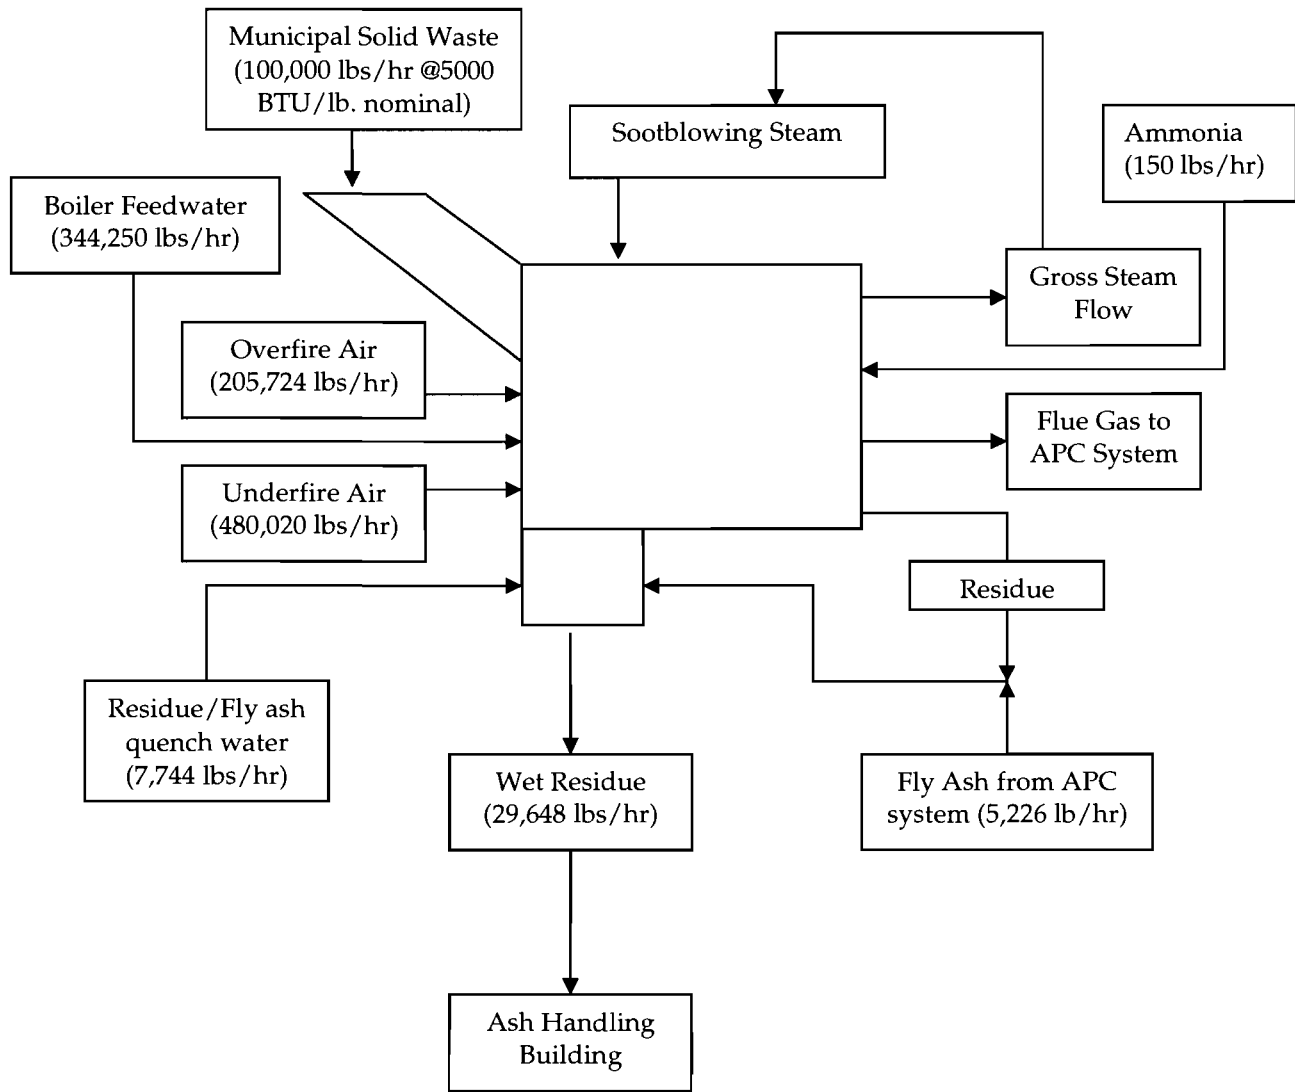 Municipal Solid Waste
(100,000 lbs/hr @5000
BTU/lb. nominal)
Sootblowing Steam
Ammonia
(150 lbs/hr)
Boiler Feedwater
(344,250 lbs/hr)
Gross Steam
Flow
Overfire Air
(205,724 lbs/hr)
Flue Gas to
APC System
Underfire Air
(480,020 lbs/hr)
Residue
Residue/Fly ash
quench water
(7,744 lbs/hr)
Wet Residue
(29,648 lbs/hr)
Fly Ash from APC
system (5,226 lb/hr)
Ash Handling
Building